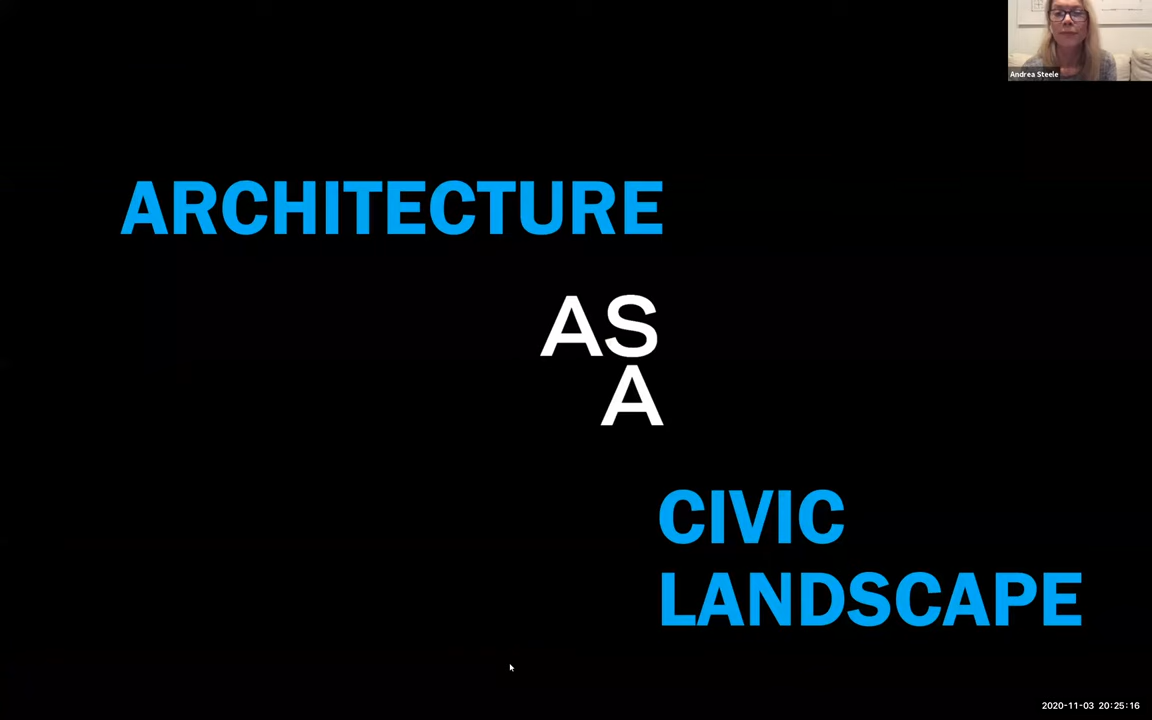 Andrea Steele
ARCHITECTURE
AS
A
CIVIC
LANDSCAPE
2020-11-03 20:25:16